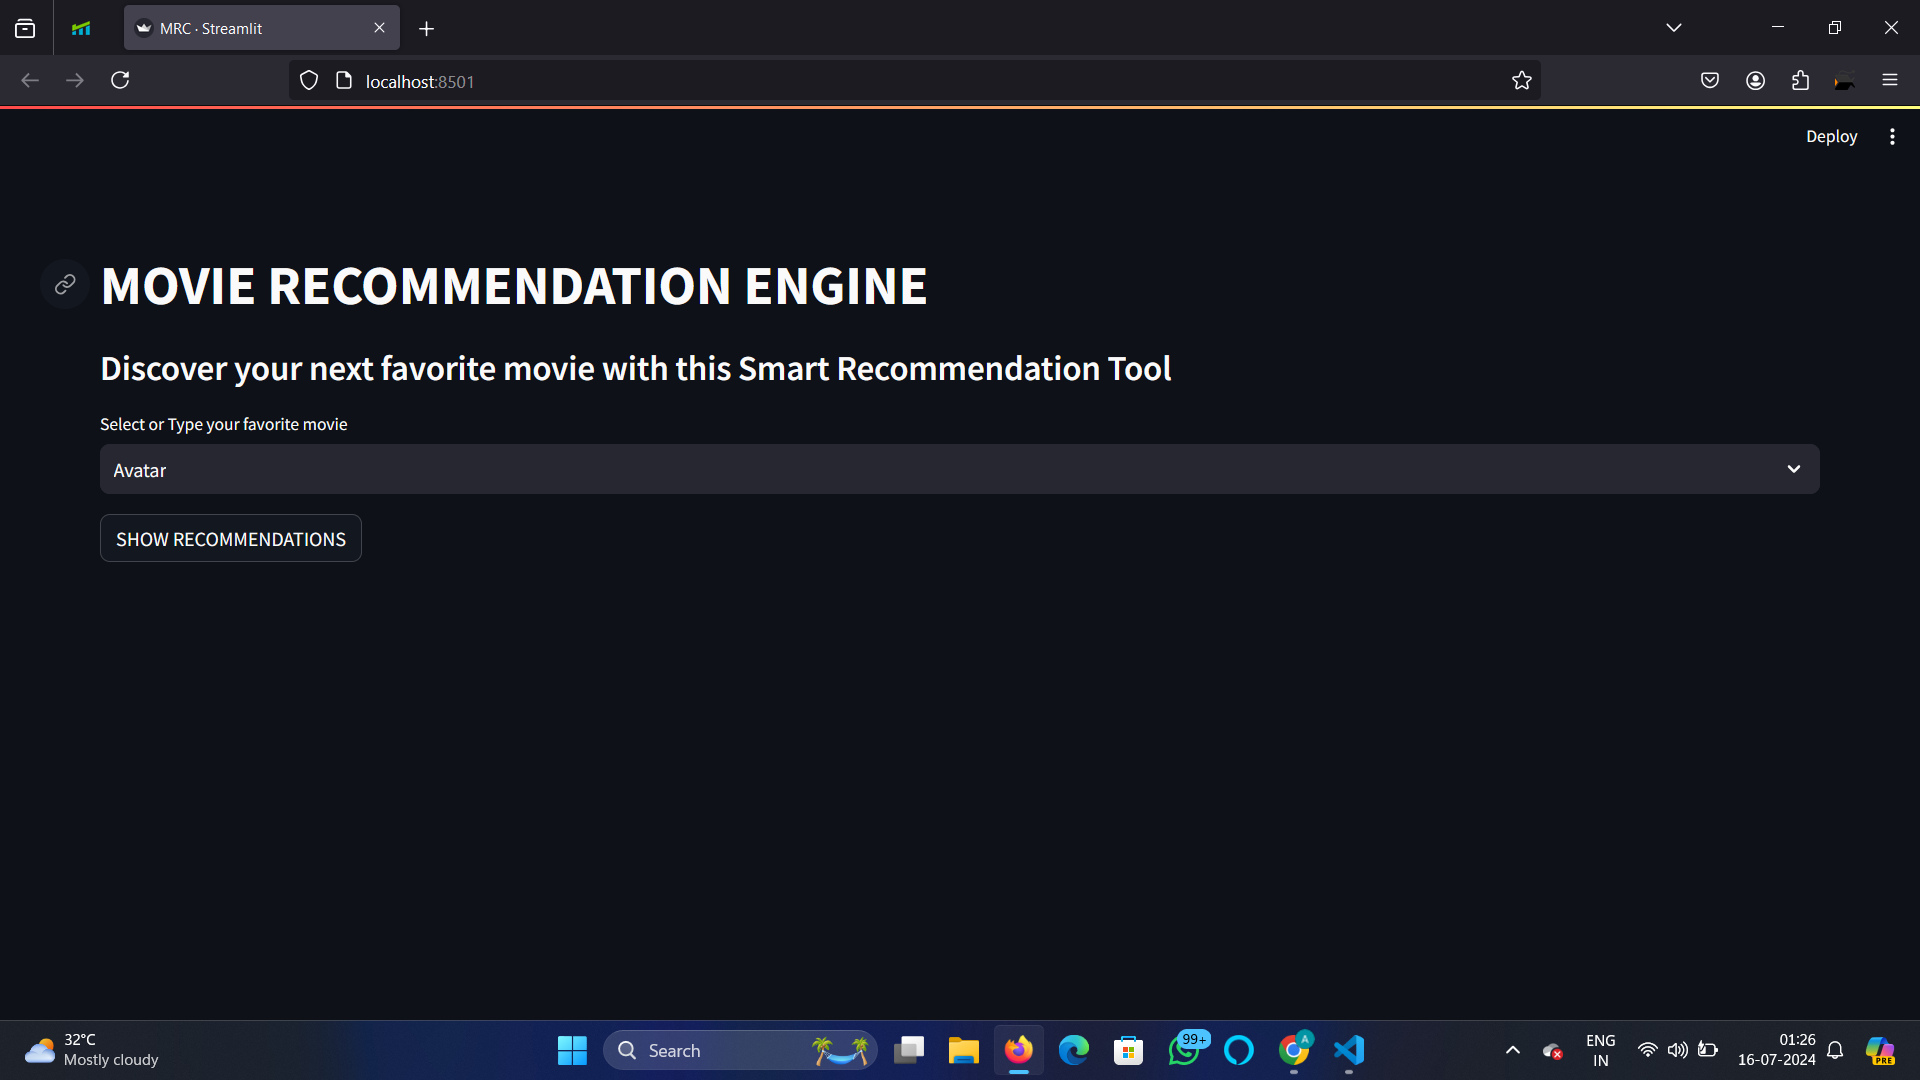 MRC · Streamlit
localhost:8501
Deploy
MOVIE RECOMMENDATION ENGINE
Discover your next favorite movie with this Smart Recommendation Tool
Select or Type your favorite movie
Avatar
SHOW RECOMMENDATIONS
32°C
Mostly cloudy
Search
99+
A
ENG
IN
01:26
16-07-2024
PRE